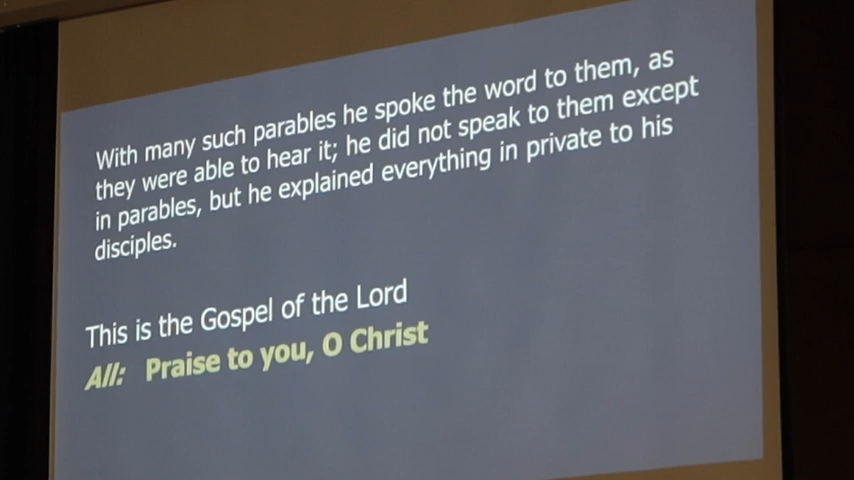 With many such parables he spoke the word to them, as
they were able to hear it; he did not speak to them except
in parables, but he explained everything in private to his
disciples.
This is the Gospel of the Lord
All: Praise to you, O Christ